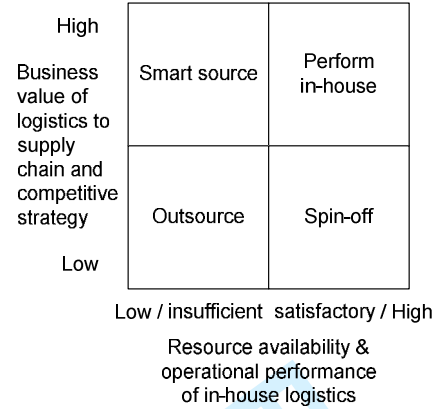 High
Business
value of
logistics to
supply
chain and
competitive
strategy
Low
Smart source
Perform
in-house
Outsource
Spin-off
Low / insufficient satisfactory / High
Resource availability &
operational performance
of in-house logistics